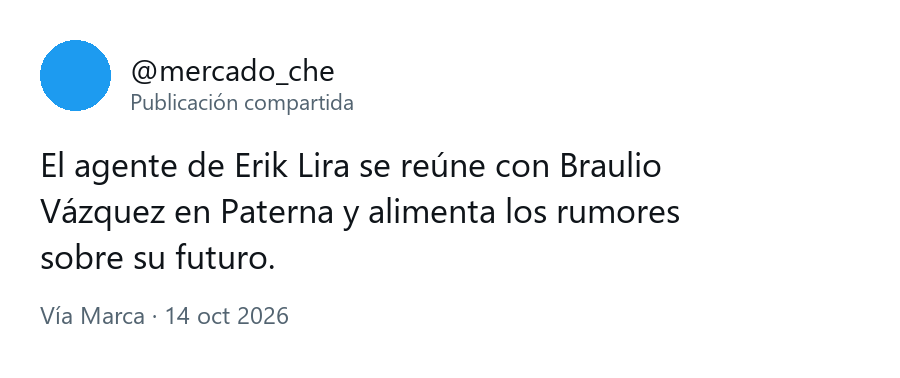 @mercado_che
Publicación compartida
El agente de Erik Lira se reúne con Braulio
Vázquez en Paterna y alimenta los rumores
sobre su futuro.
Vía Marca · 14 oct 2026